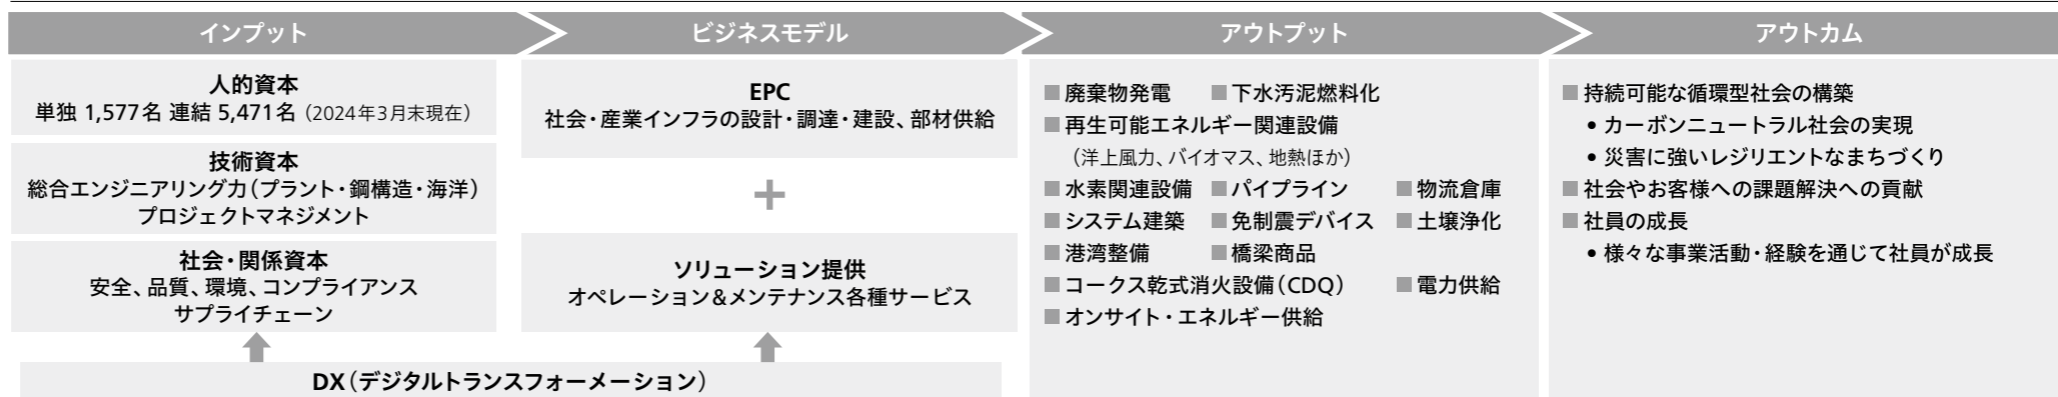 インプット
人的資本
単独 1,577名 連結 5,471名（2024年3月末現在）
技術資本
総合エンジニアリング力（プラント・鋼構造・海洋）
プロジェクトマネジメント
社会・関係資本
安全、品質、環境、コンプライアンス
サプライチェーン
ビジネスモデル
EPC
社会・産業インフラの設計・調達・建設、部材供給
+
ソリューション提供
オペレーション＆メンテナンス各種サービス
DX（デジタルトランスフォーメーション）
アウトプット
■廃棄物発電 ■下水汚泥燃料化
■再生可能エネルギー関連設備
（洋上風力、バイオマス、地熱ほか）
■水素関連設備 ■パイプライン ■物流倉庫
■システム建築 ■免制震デバイス ■土壌浄化
■港湾整備 ■橋梁商品
■コークス乾式消火設備（CDQ） ■電力供給
■オンサイト・エネルギー供給
アウトカム
■持続可能な循環型社会の構築
• カーボンニュートラル社会の実現
• 災害に強いレジリエントなまちづくり
■社会やお客様への課題解決への貢献
■社員の成長
• 様々な事業活動・経験を通じて社員が成長